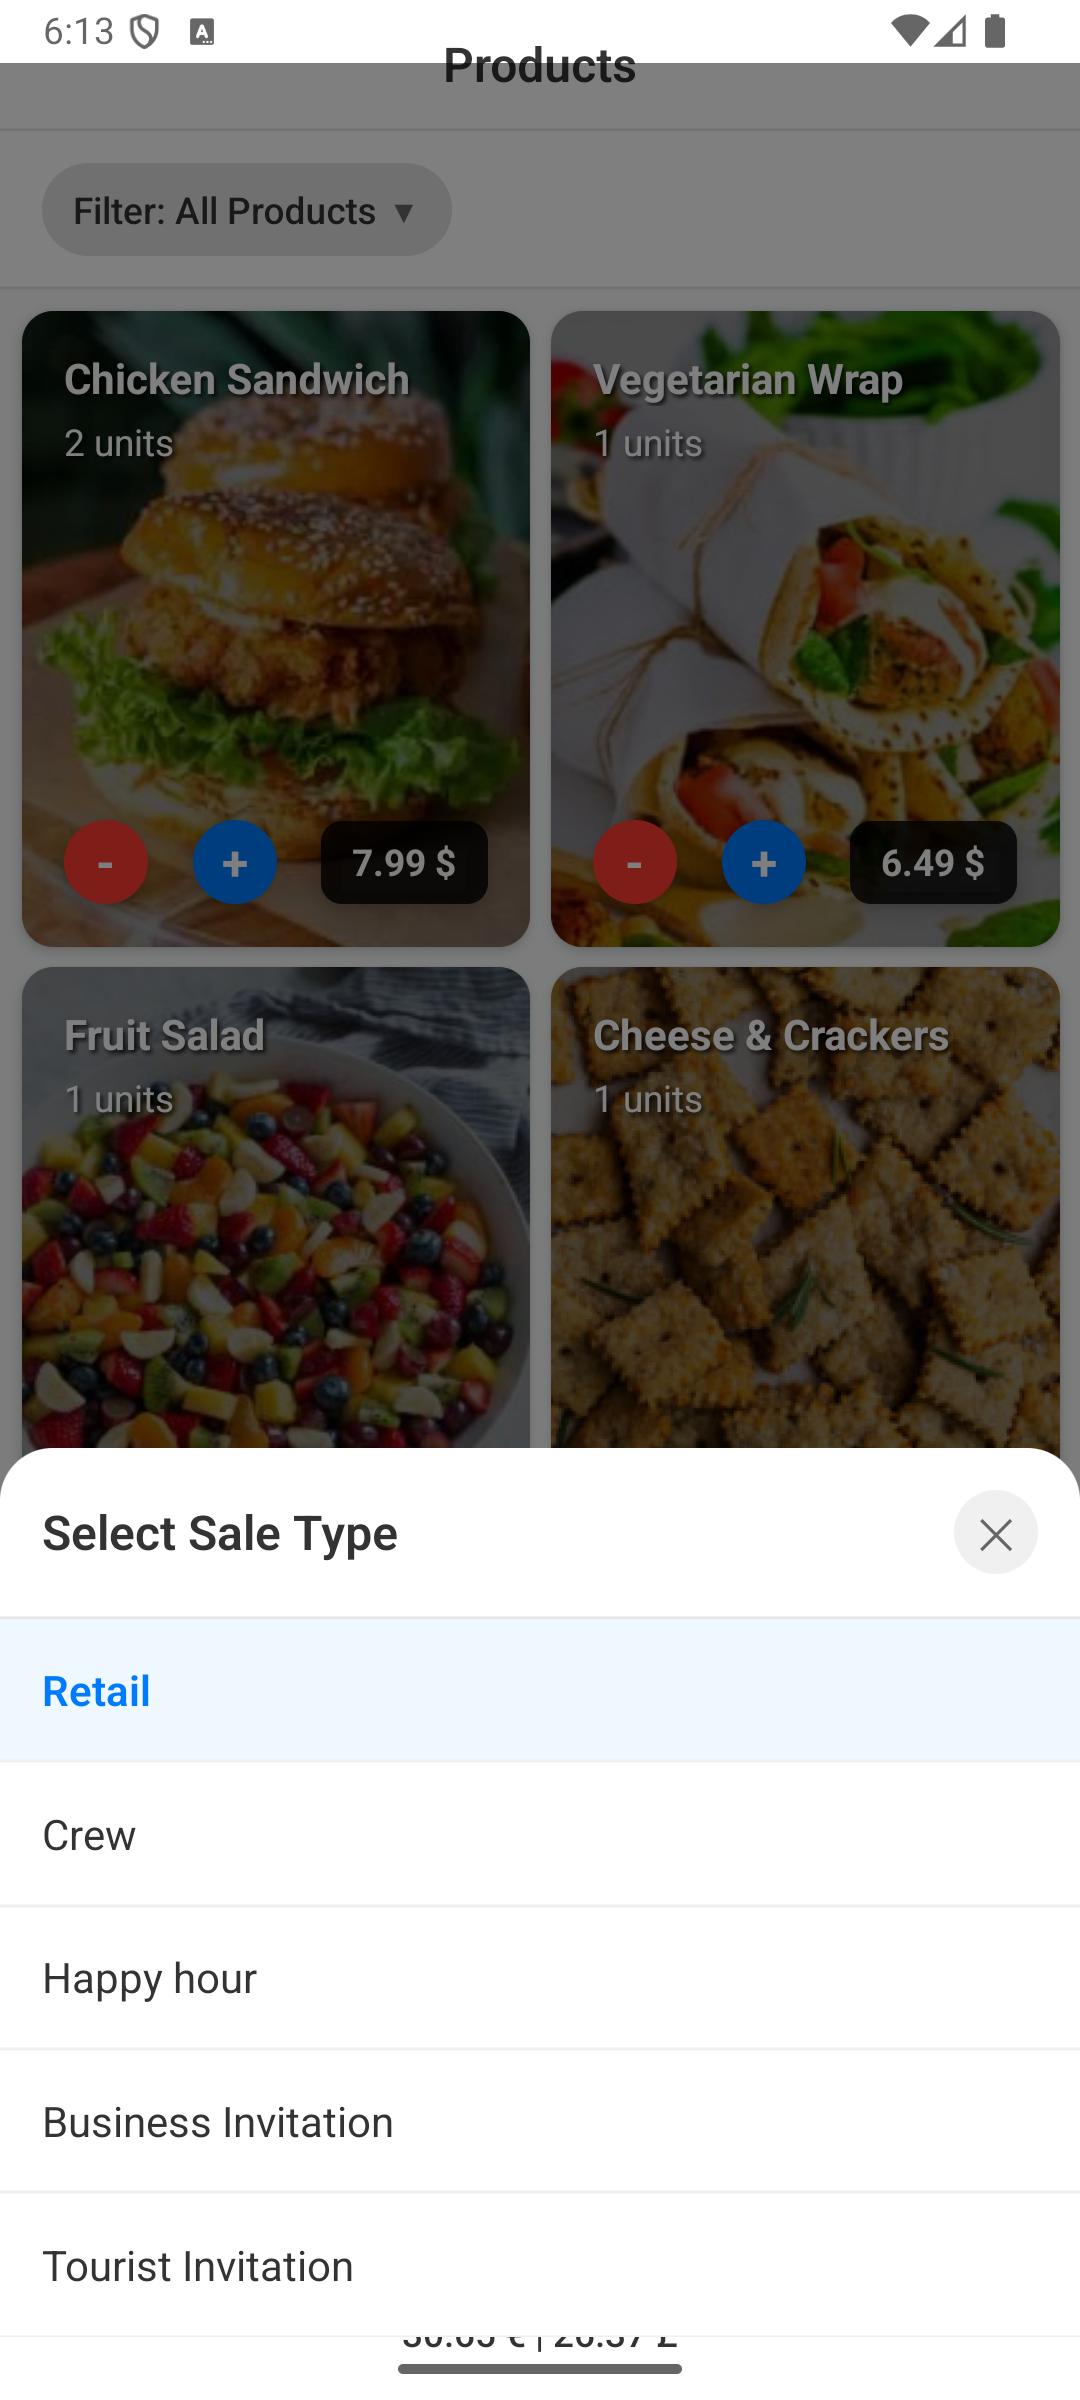 6:13
Products
Filter: All Products ▼
Chicken Sandwich
2 units
- + 7.99 $
Vegetarian Wrap
1 units
- + 6.49 $
Fruit Salad
1 units
Cheese & Crackers
1 units
Select Sale Type
Retail
Crew
Happy hour
Business Invitation
Tourist Invitation